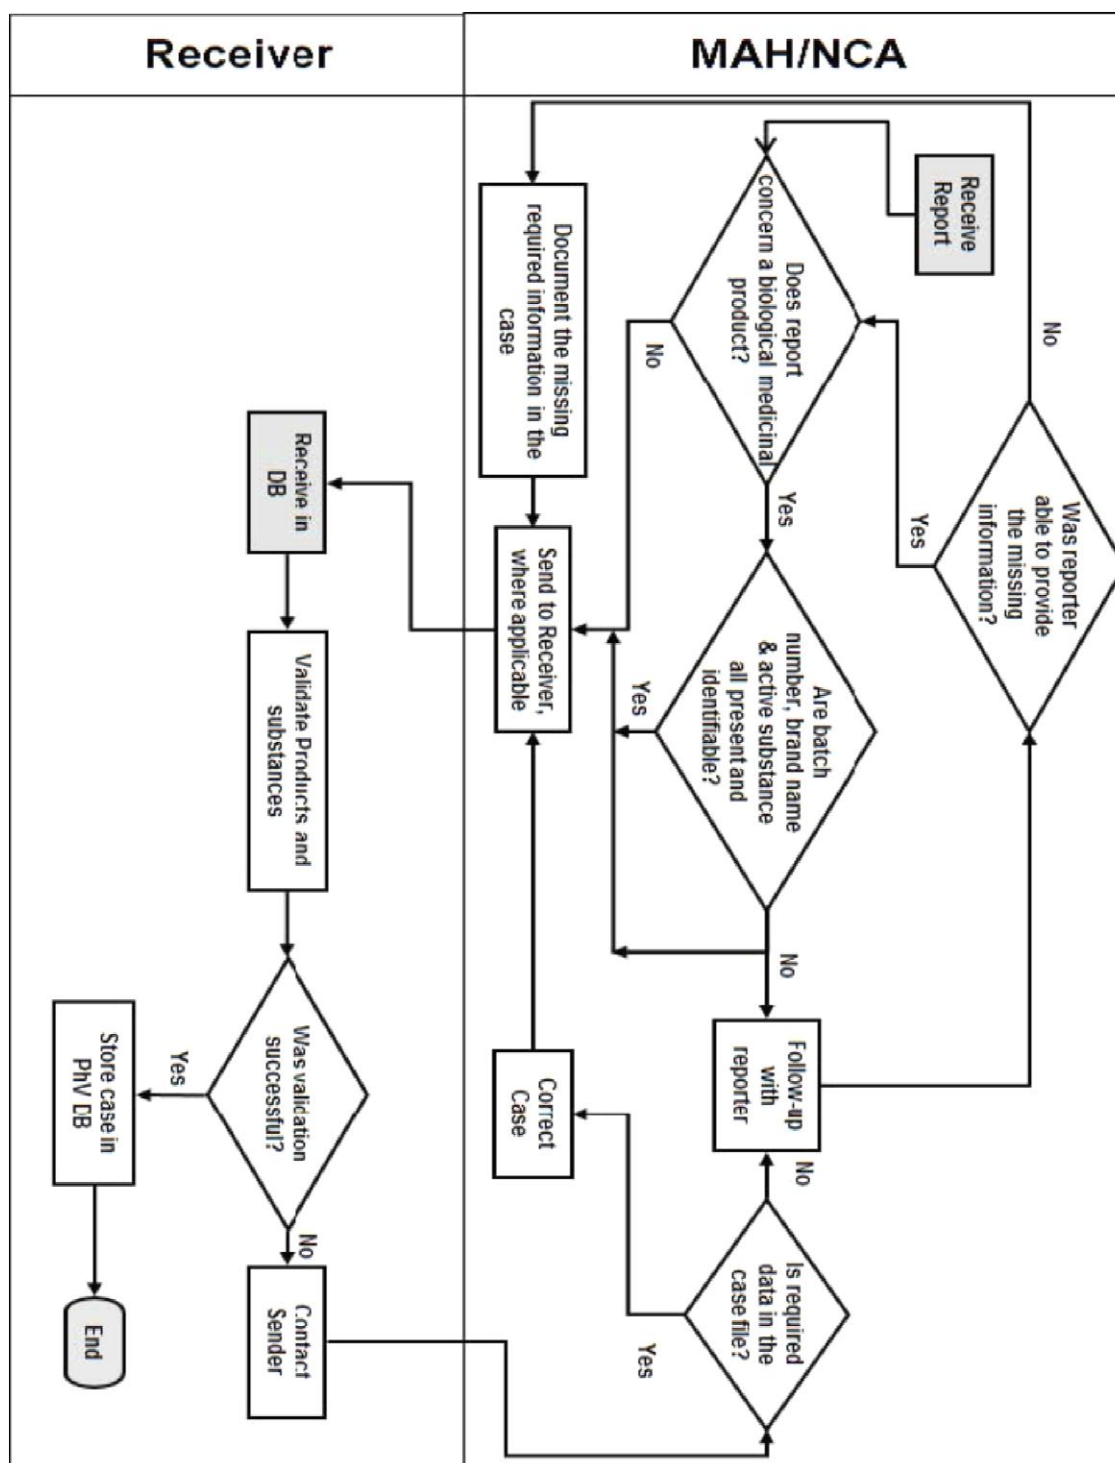 Receiver
MAH/NCA
Receive
Report
No
Was reporter
able to provide
the missing
information?
Yes
Does report
concern a biological medicinal
product?
No
Yes
Document the missing
required information in the
case
Are batch
number, brand name
& active substance
all present and
identifiable?
Yes
No
Send to Receiver,
where applicable
Follow-up
with
reporter
No
Is required
data in the
case file?
Yes
Correct
Case
Receive in
DB
Validate Products and
substances
Was validation
successful?
Yes
No
Store case in
PhV DB
Contact
Sender
End